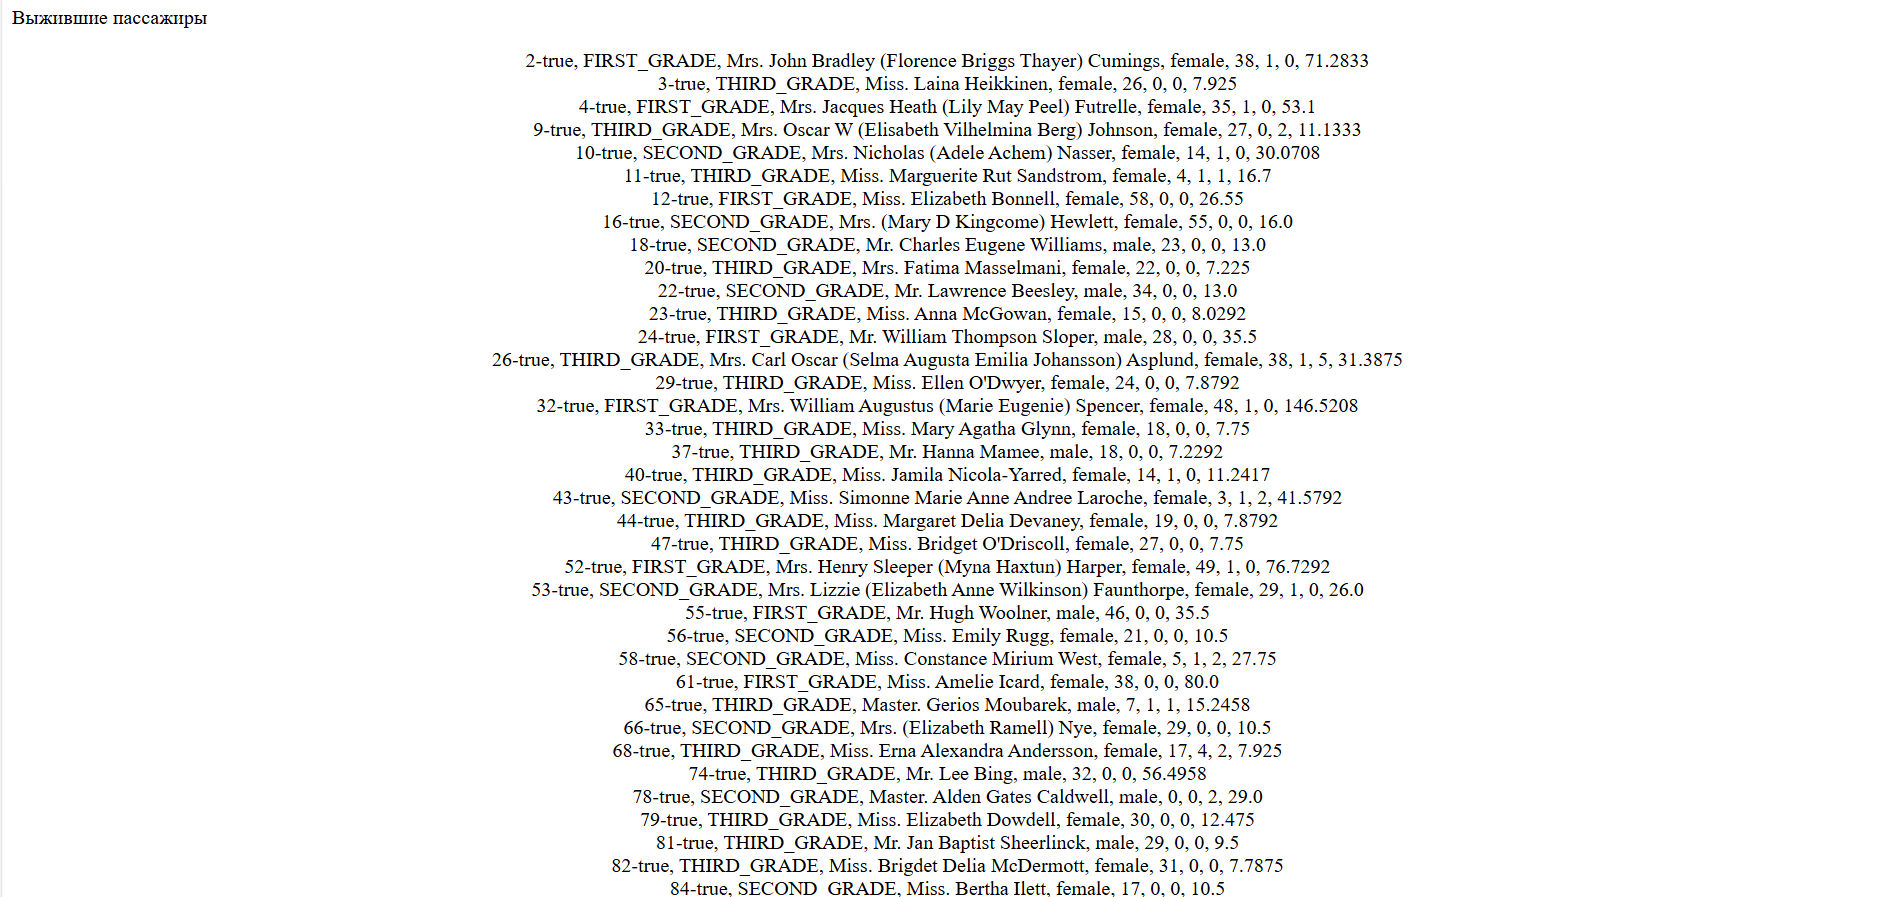 Выжившие пассажиры
2-true, FIRST_GRADE, Mrs. John Bradley (Florence Briggs Thayer) Cumings, female, 38, 1, 0, 71.2833
3-true, THIRD_GRADE, Miss. Laina Heikkinen, female, 26, 0, 0, 7.925
4-true, FIRST_GRADE, Mrs. Jacques Heath (Lily May Peel) Futrelle, female, 35, 1, 0, 53.1
9-true, THIRD_GRADE, Mrs. Oscar W (Elisabeth Vilhelmina Berg) Johnson, female, 27, 0, 2, 11.1333
10-true, SECOND_GRADE, Mrs. Nicholas (Adele Achem) Nasser, female, 14, 1, 0, 30.0708
11-true, THIRD_GRADE, Miss. Marguerite Rut Sandstrom, female, 4, 1, 1, 16.7
12-true, FIRST_GRADE, Miss. Elizabeth Bonnell, female, 58, 0, 0, 26.55
16-true, SECOND_GRADE, Mrs. (Mary D Kingcome) Hewlett, female, 55, 0, 0, 16.0
18-true, SECOND_GRADE, Mr. Charles Eugene Williams, male, 23, 0, 0, 13.0
20-true, THIRD_GRADE, Mrs. Fatima Masselmani, female, 22, 0, 0, 7.225
22-true, SECOND_GRADE, Mr. Lawrence Beesley, male, 34, 0, 0, 13.0
23-true, THIRD_GRADE, Miss. Anna McGowan, female, 15, 0, 0, 8.0292
24-true, FIRST_GRADE, Mr. William Thompson Sloper, male, 28, 0, 0, 35.5
26-true, THIRD_GRADE, Mrs. Carl Oscar (Selma Augusta Emilia Johansson) Asplund, female, 38, 1, 5, 31.3875
29-true, THIRD_GRADE, Miss. Ellen O'Dwyer, female, 24, 0, 0, 7.8792
32-true, FIRST_GRADE, Mrs. William Augustus (Marie Eugenie) Spencer, female, 48, 1, 0, 146.5208
33-true, THIRD_GRADE, Miss. Mary Agatha Glynn, female, 18, 0, 0, 7.75
37-true, THIRD_GRADE, Mr. Hanna Mamee, male, 18, 0, 0, 7.2292
40-true, THIRD_GRADE, Miss. Jamila Nicola-Yarred, female, 14, 1, 0, 11.2417
43-true, SECOND_GRADE, Miss. Simonne Marie Anne Andree Laroche, female, 3, 1, 2, 41.5792
44-true, THIRD_GRADE, Miss. Margaret Delia Devaney, female, 19, 0, 0, 7.8792
47-true, THIRD_GRADE, Miss. Bridget O'Driscoll, female, 27, 0, 0, 7.75
52-true, FIRST_GRADE, Mrs. Henry Sleeper (Myna Haxtun) Harper, female, 49, 1, 0, 76.7292
53-true, SECOND_GRADE, Mrs. Lizzie (Elizabeth Anne Wilkinson) Faunthorpe, female, 29, 1, 0, 26.0
55-true, FIRST_GRADE, Mr. Hugh Woolner, male, 46, 0, 0, 35.5
56-true, SECOND_GRADE, Miss. Emily Rugg, female, 21, 0, 0, 10.5
58-true, SECOND_GRADE, Miss. Constance Mirium West, female, 5, 1, 2, 27.75
61-true, FIRST_GRADE, Miss. Amelie Icard, female, 38, 0, 0, 80.0
65-true, THIRD_GRADE, Master. Gerios Moubarek, male, 7, 1, 1, 15.2458
66-true, SECOND_GRADE, Mrs. (Elizabeth Ramell) Nye, female, 29, 0, 0, 10.5
68-true, THIRD_GRADE, Miss. Erna Alexandra Andersson, female, 17, 4, 2, 7.925
74-true, THIRD_GRADE, Mr. Lee Bing, male, 32, 0, 0, 56.4958
78-true, SECOND_GRADE, Master. Alden Gates Caldwell, male, 0, 0, 2, 29.0
79-true, THIRD_GRADE, Miss. Elizabeth Dowdell, female, 30, 0, 0, 12.475
81-true, THIRD_GRADE, Mr. Jan Baptist Sheerlinck, male, 29, 0, 0, 9.5
82-true, THIRD_GRADE, Miss. Brigdet Delia McDermott, female, 31, 0, 0, 7.7875
84-true, SECOND_GRADE, Miss. Bertha Ilett, female, 17, 0, 0, 10.5